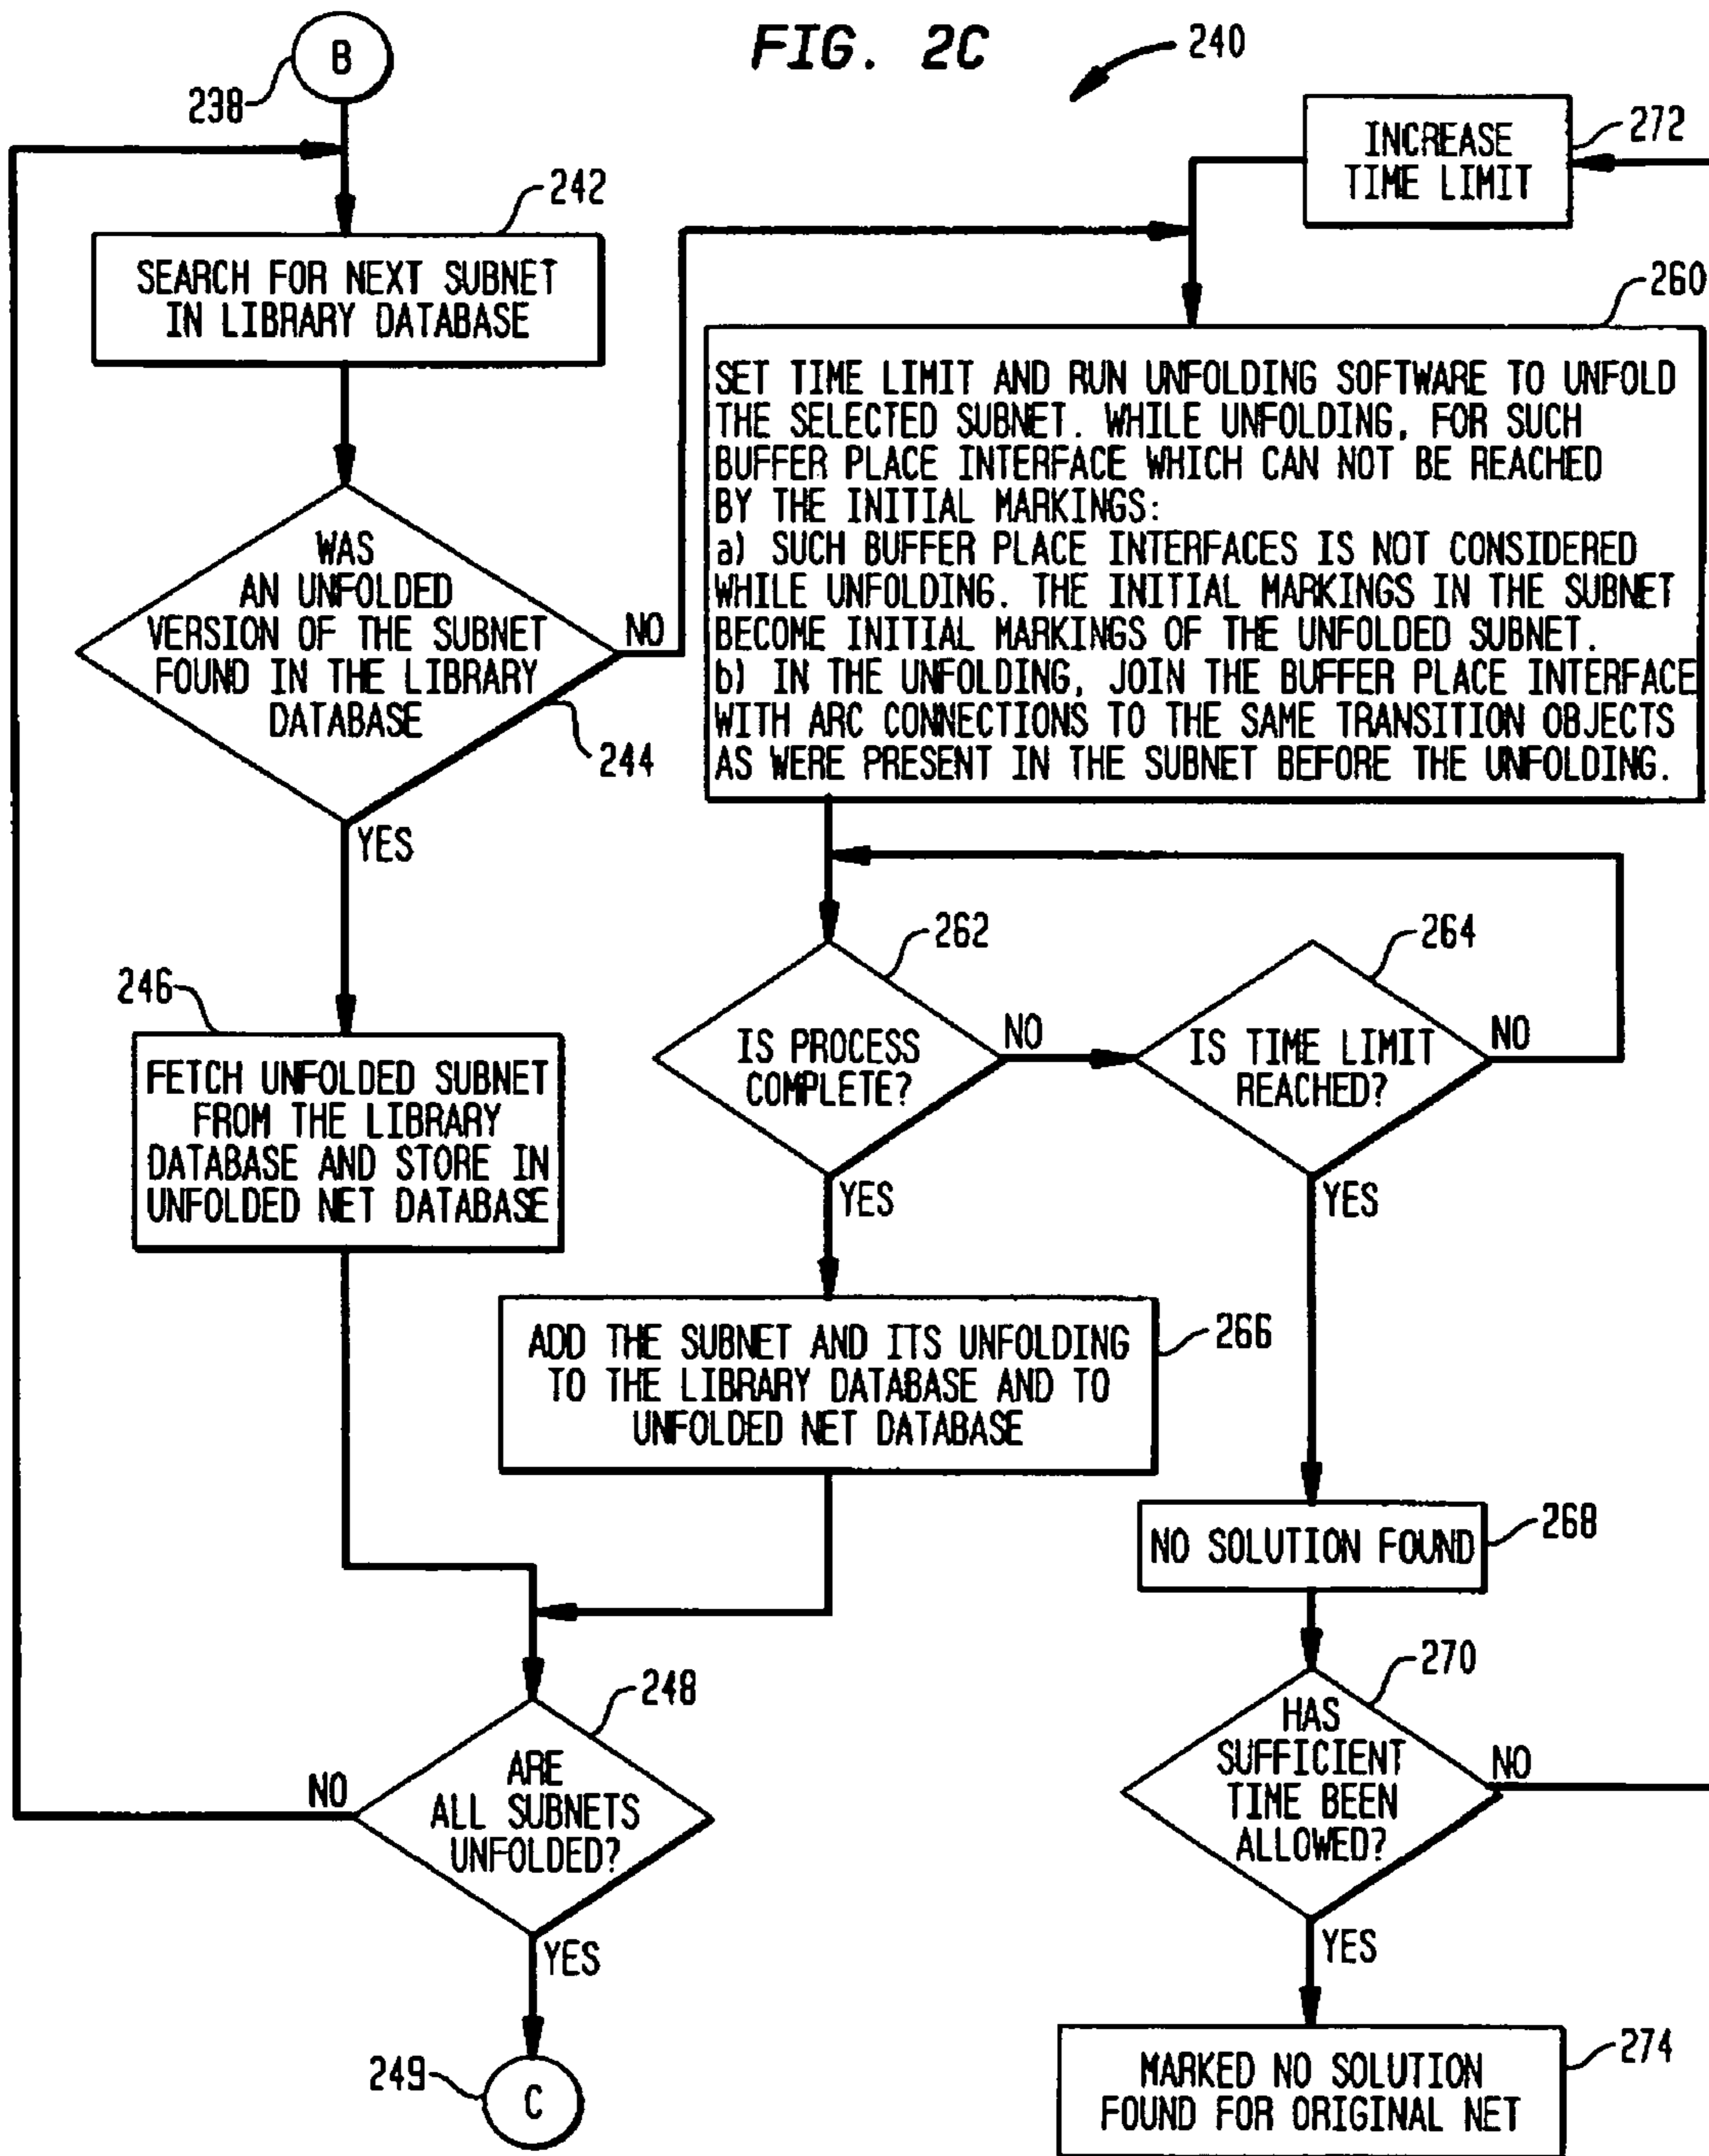 FIG. 2C
240
B
238
INCREASE
TIME LIMIT
272
242
SEARCH FOR NEXT SUBNET
IN LIBRARY DATABASE
260
SET TIME LIMIT AND RUN UNFOLDING SOFTWARE TO UNFOLD
THE SELECTED SUBNET. WHILE UNFOLDING, FOR SUCH
BUFFER PLACE INTERFACE WHICH CAN NOT BE REACHED
BY THE INITIAL MARKINGS:
a) SUCH BUFFER PLACE INTERFACES IS NOT CONSIDERED
WHILE UNFOLDING. THE INITIAL MARKINGS IN THE SUBNET
BECOME INITIAL MARKINGS OF THE UNFOLDED SUBNET.
b) IN THE UNFOLDING, JOIN THE BUFFER PLACE INTERFACE
WITH ARC CONNECTIONS TO THE SAME TRANSITION OBJECTS
AS WERE PRESENT IN THE SUBNET BEFORE THE UNFOLDING.
WAS
AN UNFOLDED
VERSION OF THE SUBNET
FOUND IN THE LIBRARY
DATABASE
NO
244
YES
246
FETCH UNFOLDED SUBNET
FROM THE LIBRARY
DATABASE AND STORE IN
UNFOLDED NET DATABASE
262
IS PROCESS
COMPLETE?
NO
YES
264
IS TIME LIMIT
REACHED?
NO
YES
266
ADD THE SUBNET AND ITS UNFOLDING
TO THE LIBRARY DATABASE AND TO
UNFOLDED NET DATABASE
NO SOLUTION FOUND
268
248
ARE
ALL SUBNETS
UNFOLDED?
NO
YES
270
HAS
SUFFICIENT
TIME BEEN
ALLOWED?
NO
YES
249
C
MARKED NO SOLUTION
FOUND FOR ORIGINAL NET
274